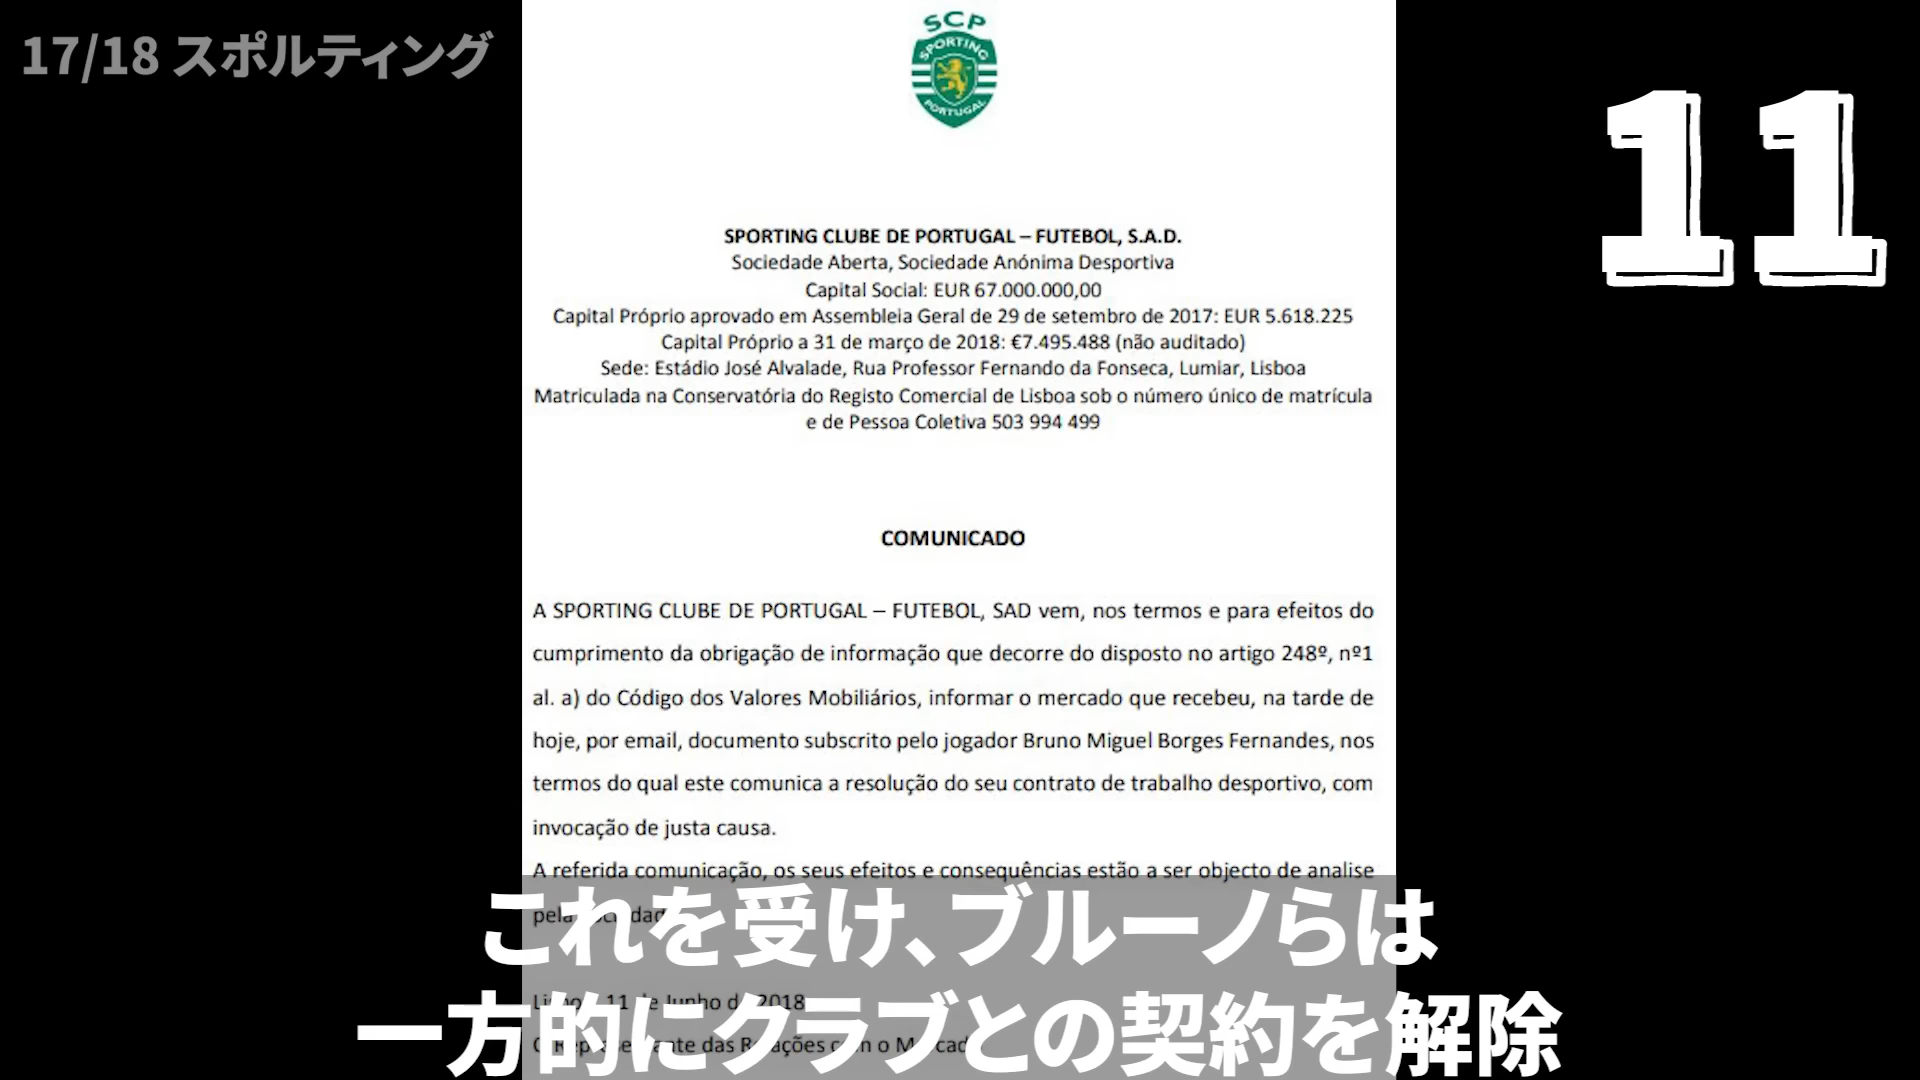 17/18 スポルティング
11
SCP
SPORTING
PORTUGAL
SPORTING CLUBE DE PORTUGAL – FUTEBOL, S.A.D.
Sociedade Aberta, Sociedade Anónima Desportiva
Capital Social: EUR 67.000.000,00
Capital Próprio aprovado em Assembleia Geral de 29 de setembro de 2017: EUR 5.618.225
Capital Próprio a 31 de março de 2018: €7.495.488 (não auditado)
Sede: Estádio José Alvalade, Rua Professor Fernando da Fonseca, Lumiar, Lisboa
Matriculada na Conservatória do Registo Comercial de Lisboa sob o número único de matrícula
e de Pessoa Coletiva 503 994 499
COMUNICADO
A SPORTING CLUBE DE PORTUGAL – FUTEBOL, SAD vem, nos termos e para efeitos do
cumprimento da obrigação de informação que decorre do disposto no artigo 248º, nº1
al. a) do Código dos Valores Mobiliários, informar o mercado que recebeu, na tarde de
hoje, por email, documento subscrito pelo jogador Bruno Miguel Borges Fernandes, nos
termos do qual este comunica a resolução do seu contrato de trabalho desportivo, com
invocação de justa causa.
A referida comunicação, os seus efeitos e consequências estão a ser objecto de analise
これを受け、ブルーノらは
11 de Junho de 2018
一方的にクラブとの契約を解除